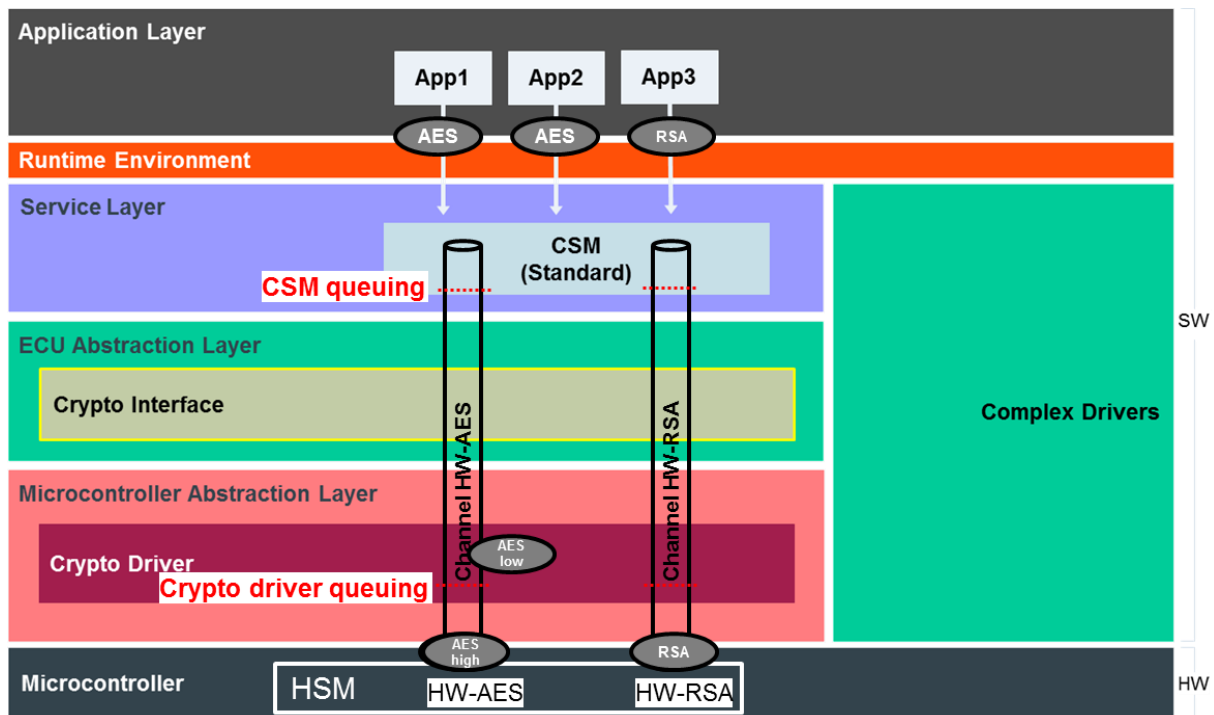 Application Layer
App1
App2
App3
AES
AES
RSA
Runtime Environment
Service Layer
CSM
(Standard)
CSM queuing
SW
ECU Abstraction Layer
Crypto Interface
Channel HW-AES
Channel HW-RSA
Complex Drivers
Microcontroller Abstraction Layer
Crypto Driver
AES
low
Crypto driver queuing
AES
high
RSA
Microcontroller
HSM
HW-AES
HW-RSA
HW